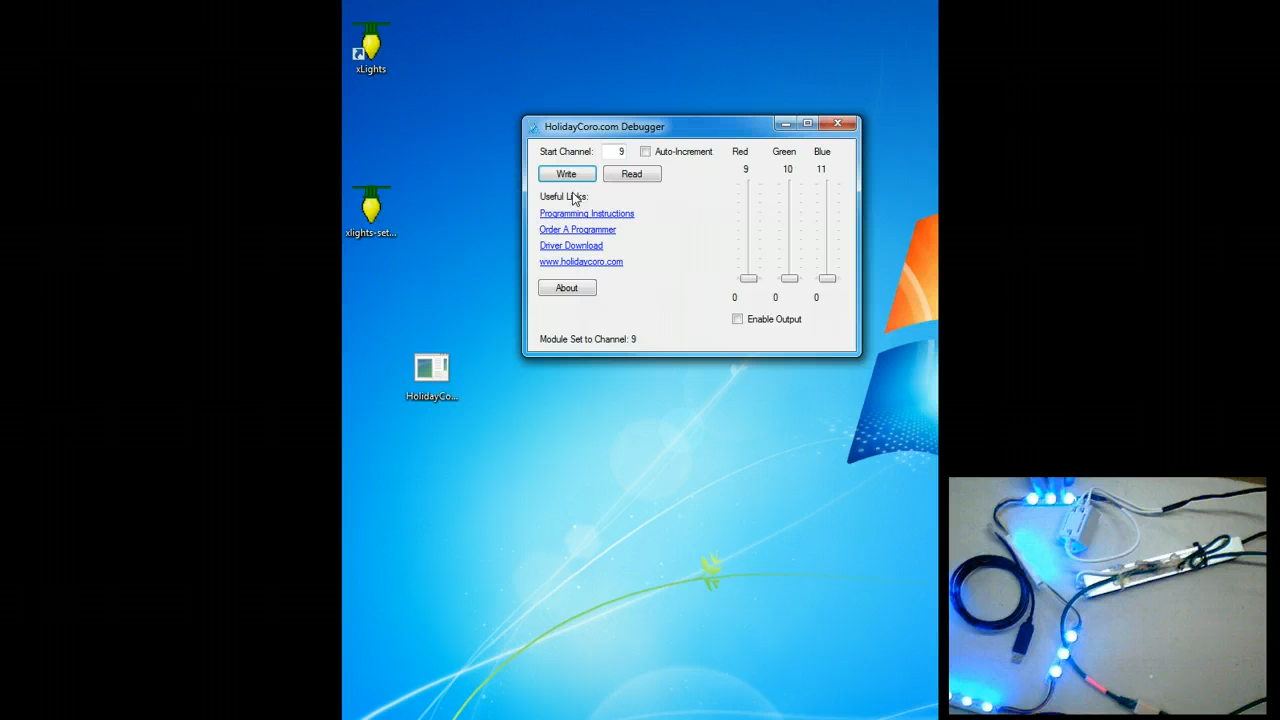 xLights
xlights-set...
HolidayCo...
HolidayCoro.com Debugger
Start Channel: 9 Auto-Increment Red Green Blue
Write Read 9 10 11
Useful Links:
Programming Instructions
Order A Programmer
Driver Download
www.holidaycoro.com
About
0 0 0
Enable Output
Module Set to Channel: 9